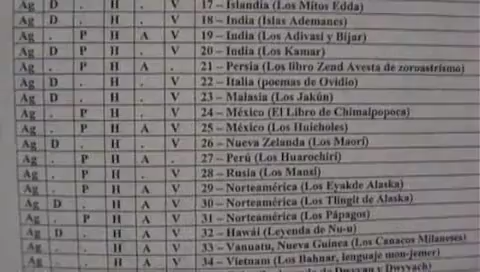 Ag D . H . V 17 – Islandia (Los Mitos Edda)
Ag D . H . V 18 – India (Islas Ademanes)
Ag . P H A V 19 – India (Los Adivasi y Bijar)
Ag D . H . V 20 – India (Los Kamar)
Ag . P H A . 21 – Persia (Los libro Zend Avesta de zoroastrismo)
Ag D . H . V 22 – Italia (poemas de Ovidio)
Ag D . H . V 23 – Malasia (Los Jakún)
Ag . P H A V 24 – México (El Libro de Chimalpopoca)
Ag . P H A V 25 – México (Los Huicholes)
Ag D . H . V 26 – Nueva Zelanda (Los Maori)
Ag . P H A . 27 – Perú (Los Huarochiri)
Ag . P H . V 28 – Rusia (Los Mansi)
Ag . P H A V 29 – Norteamérica (Los Eyakde Alaska)
Ag D . H A V 30 – Norteamérica (Los Tlingit de Alaska)
Ag . P H A V 31 – Norteamérica (Los Pápagos)
Ag D . H A V 32 – Hawái (Leyenda de Nu-u)
Ag . . H A V 33 – Vanuatu, Nueva Guinea (Los Canacos Milaneses)
Ag . . H A V 34 – Vietnam (Los Bahnar, lenguaje mon-jemer)
de Dwyvan y Dwyvach)